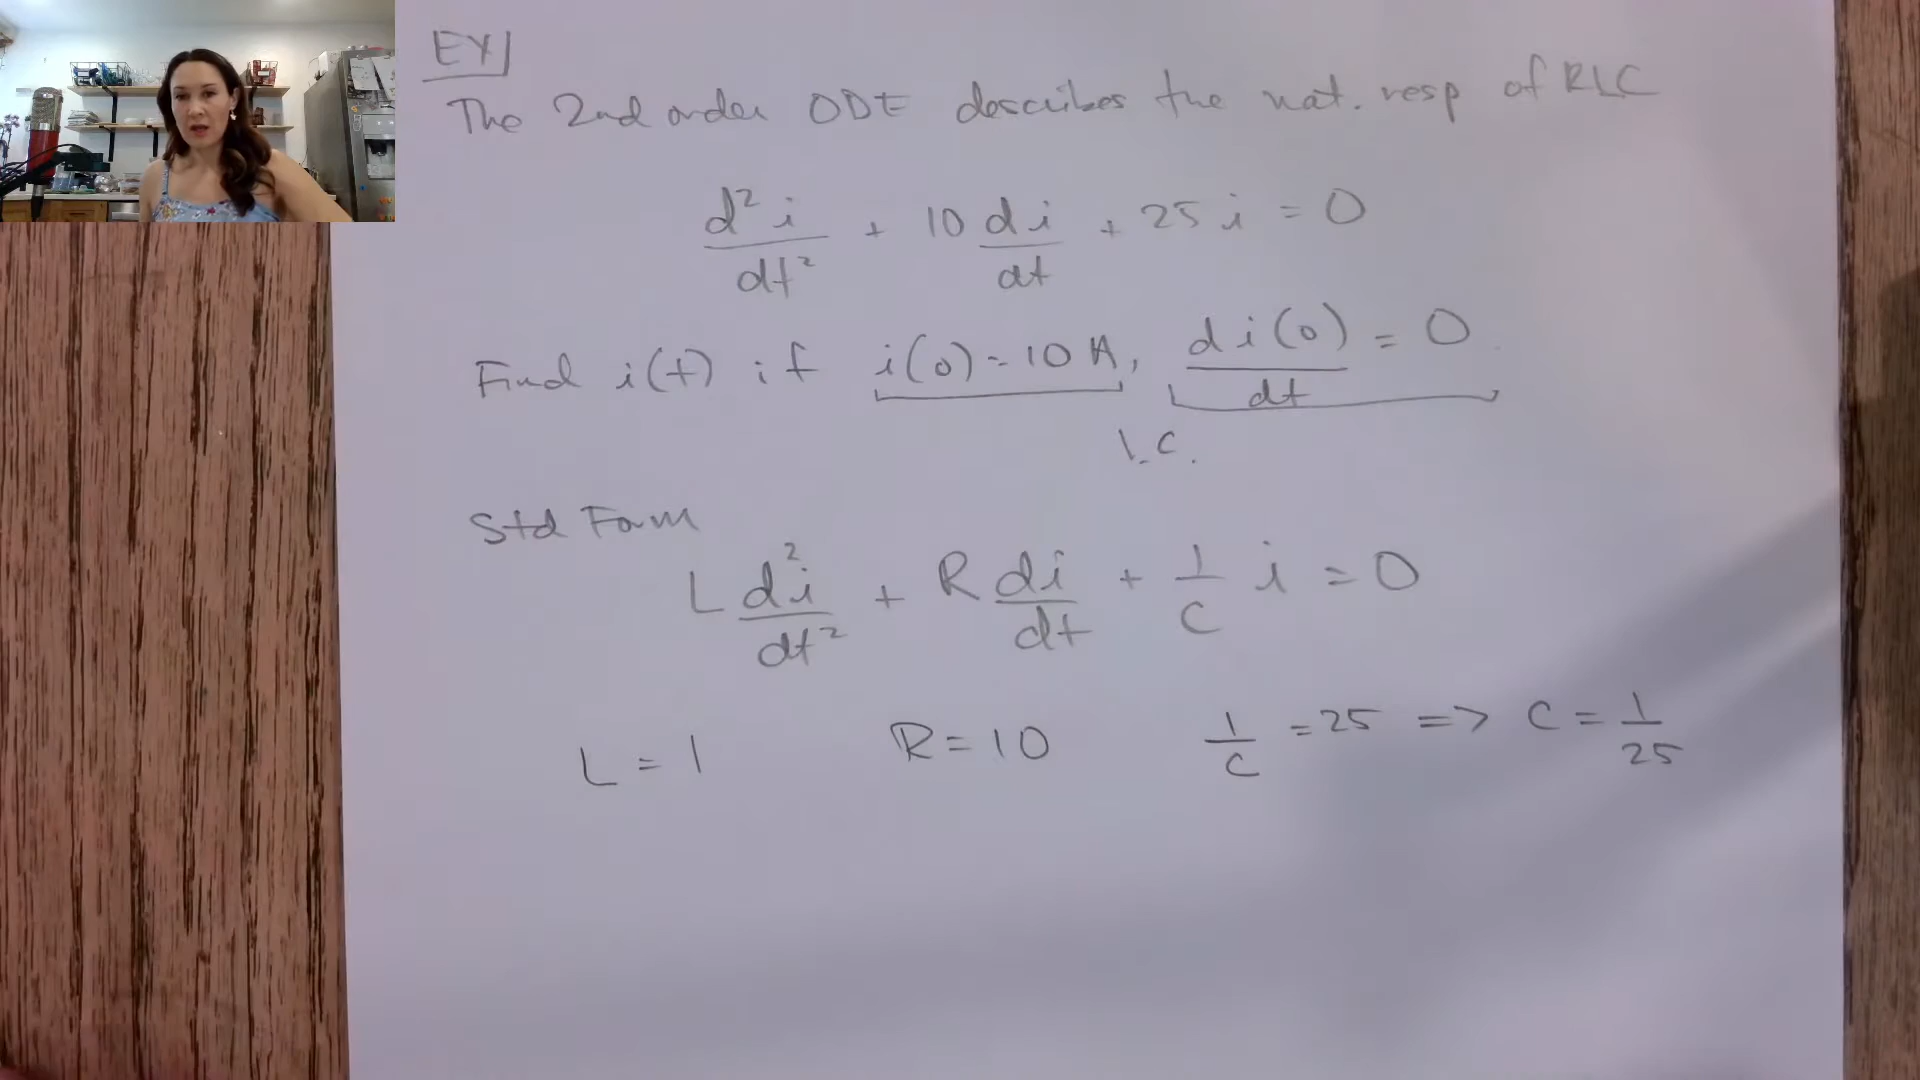 EX1
The 2nd order ODE describes the nat. resp of RLC
d²i/dt² + 10 di/dt + 25 i = 0
Find i(t) if i(0) = 10 A, di(0)/dt = 0
I.C.
Std Form
L d²i/dt² + R di/dt + 1/C i = 0
L = 1 R = 10 1/C = 25 => C = 1/25